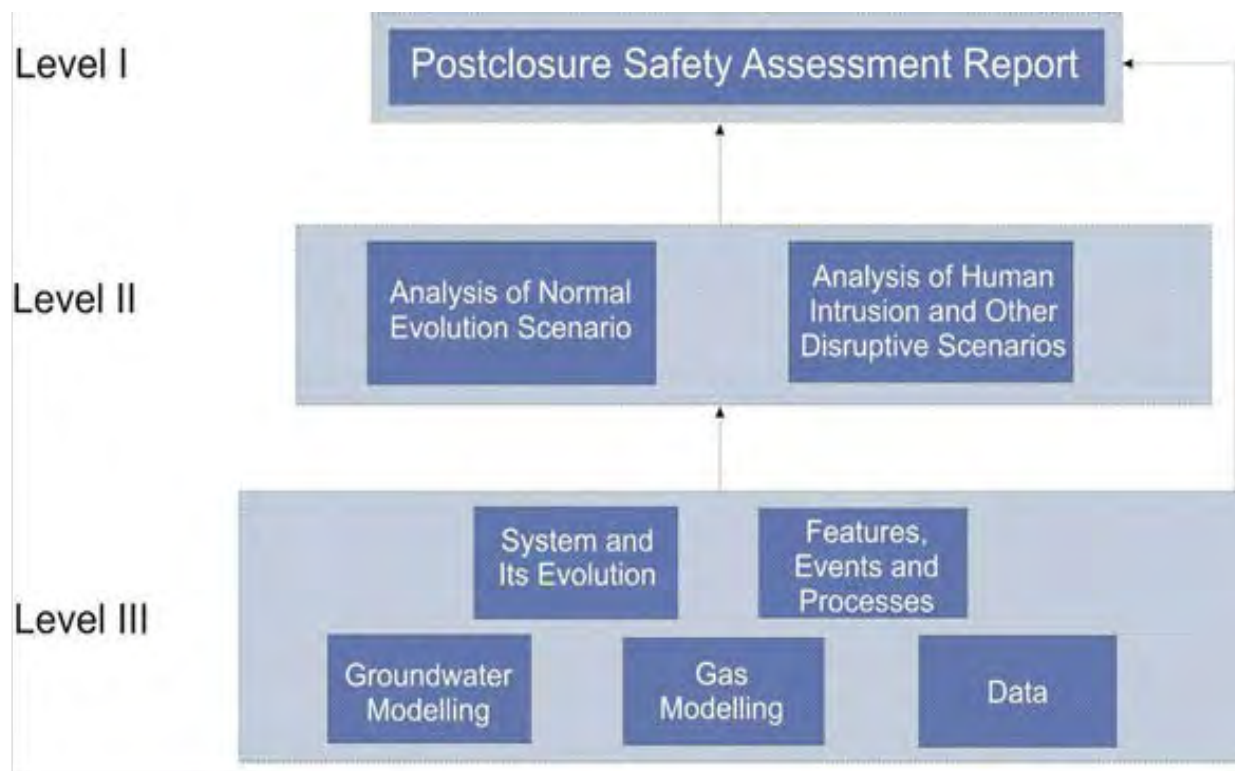 Level I
Postclosure Safety Assessment Report
Level II
Analysis of Normal
Evolution Scenario
Analysis of Human
Intrusion and Other
Disruptive Scenarios
Level III
System and
Its Evolution
Features,
Events and
Processes
Groundwater
Modelling
Gas
Modelling
Data